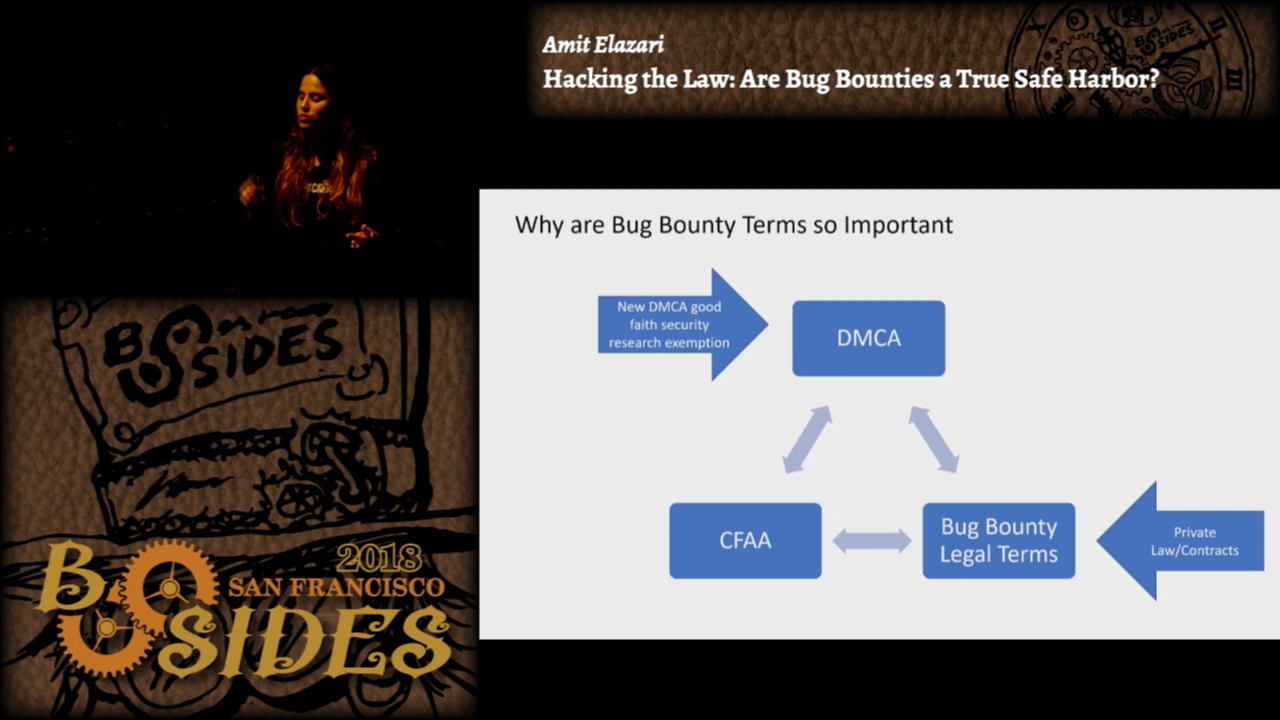 Amit Elazari
Hacking the Law: Are Bug Bounties a True Safe Harbor?
BSIDES
Why are Bug Bounty Terms so Important
New DMCA good
faith security
research exemption
DMCA
CFAA
Bug Bounty
Legal Terms
Private
Law/Contracts
BSIDES
2018
SAN FRANCISCO
BSIDES